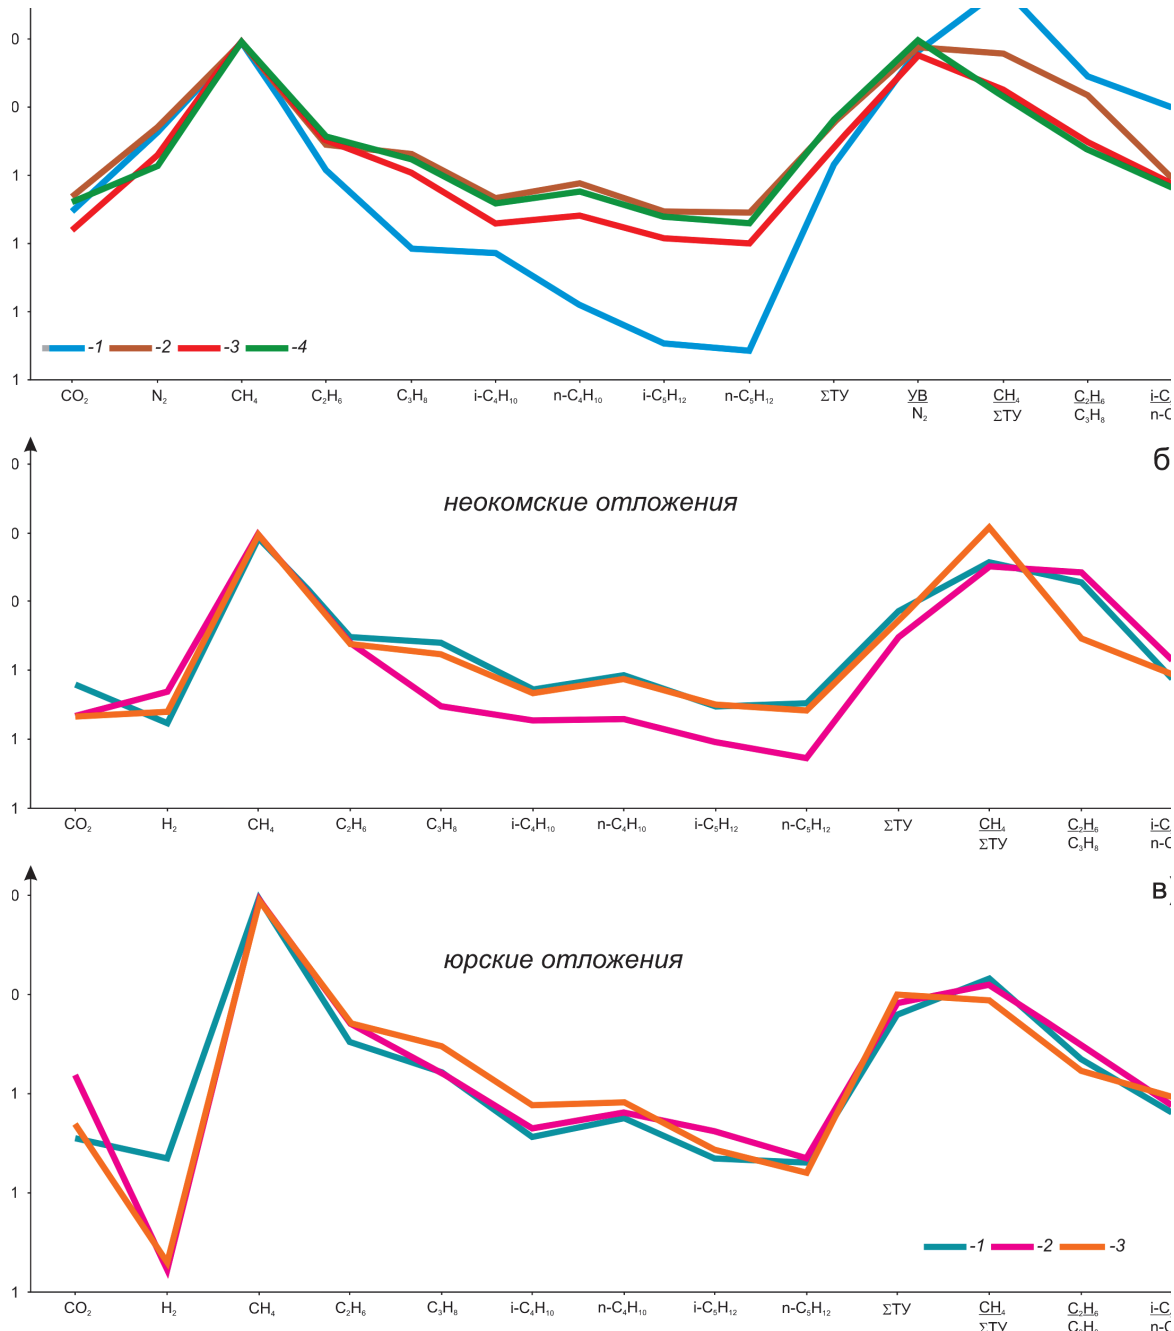 0
0
1
1
1
1
-1 -2 -3 -4
CO₂ N₂ CH₄ C₂H₆ C₃H₈ i-C₄H₁₀ n-C₄H₁₀ i-C₅H₁₂ n-C₅H₁₂ ΣТУ УВ CH₄ C₂H₆ i-C
N₂ ΣТУ C₃H₈ n-C
б
неокомские отложения
0
0
0
1
1
1
CO₂ H₂ CH₄ C₂H₆ C₃H₈ i-C₄H₁₀ n-C₄H₁₀ i-C₅H₁₂ n-C₅H₁₂ ΣТУ CH₄ C₂H₆ i-C
ΣТУ C₃H₈ n-C
в)
юрские отложения
0
0
1
1
1
-1 -2 -3
CO₂ H₂ CH₄ C₂H₆ C₃H₈ i-C₄H₁₀ n-C₄H₁₀ i-C₅H₁₂ n-C₅H₁₂ ΣТУ CH₄ C₂H₆ i-C
ΣТУ C₃H₈ n-C